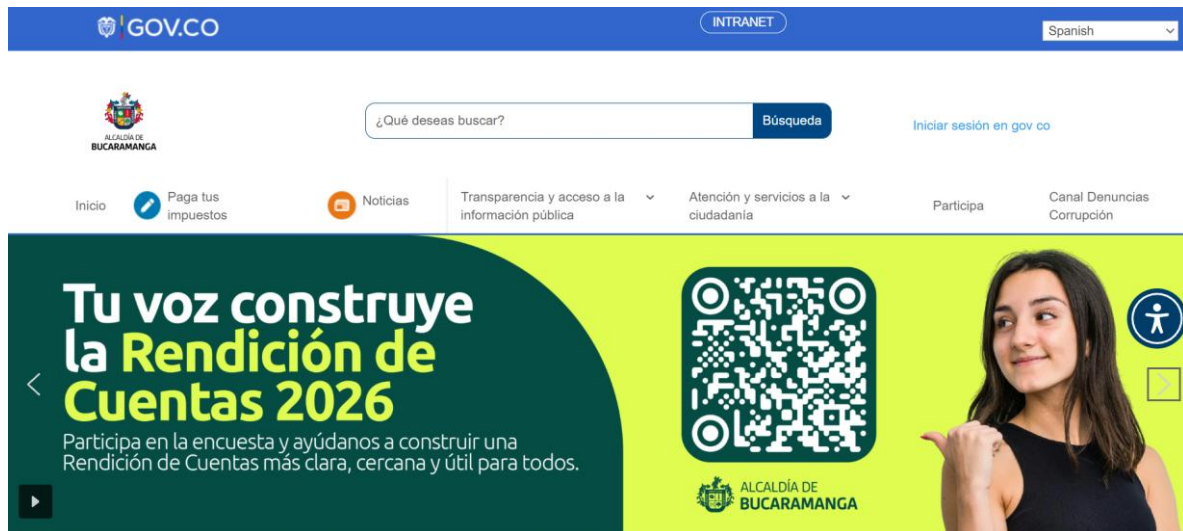 GOV.CO
INTRANET
Spanish
ALCALDÍA DE
BUCARAMANGA
¿Qué deseas buscar?
Búsqueda
Iniciar sesión en gov co
Inicio
Paga tus
impuestos
Noticias
Transparencia y acceso a la
información pública
Atención y servicios a la
ciudadanía
Participa
Canal Denuncias
Corrupción
Tu voz construye
la Rendición de
Cuentas 2026
Participa en la encuesta y ayúdanos a construir una
Rendición de Cuentas más clara, cercana y útil para todos.
ALCALDÍA DE
BUCARAMANGA